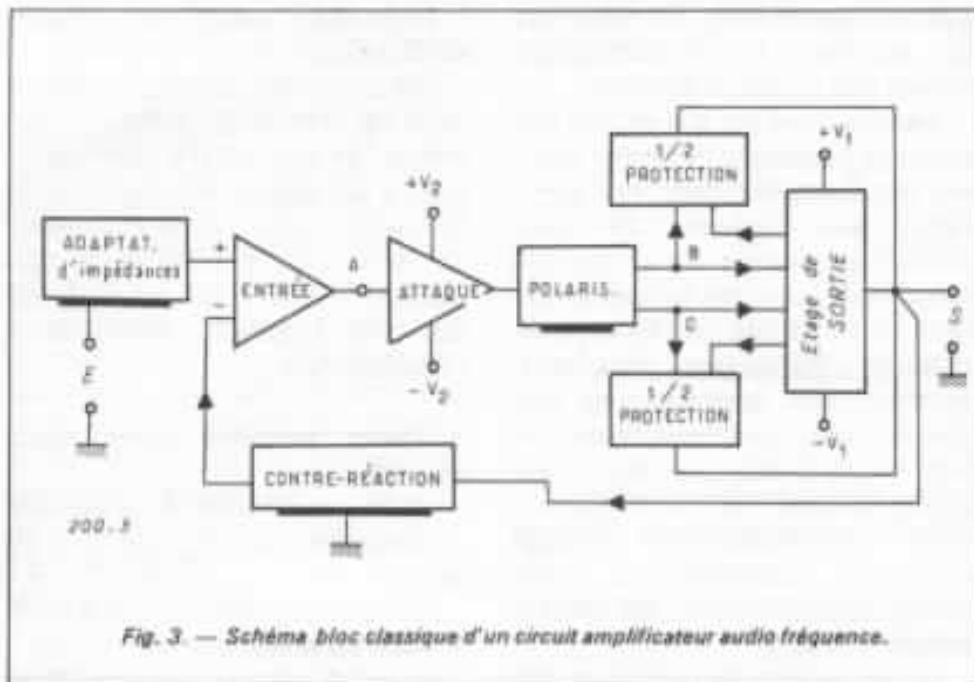 1/2
PROTECTION
+V1
+V2
ADAPTAT.
d'impédances
+
−
ENTRÉE
A
ATTAQUE
POLARIS.
B
C
Etage de
SORTIE
E
S
−V2
1/2
PROTECTION
−V1
CONTRE-RÉACTION
200.3
Fig. 3. — Schéma bloc classique d'un circuit amplificateur audio fréquence.